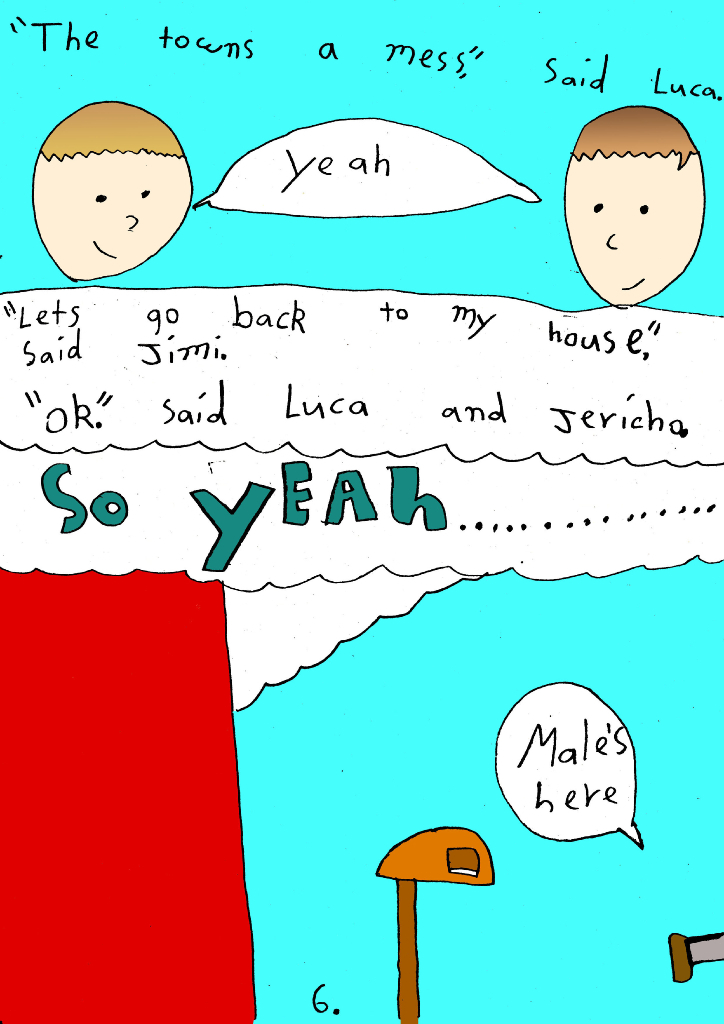 "The towns a mess," said Luca.
yeah
"Lets go back to my house,"
said Jimi.
"Ok." said Luca and Jericho.
So YEAh...............
Male's
here
6.